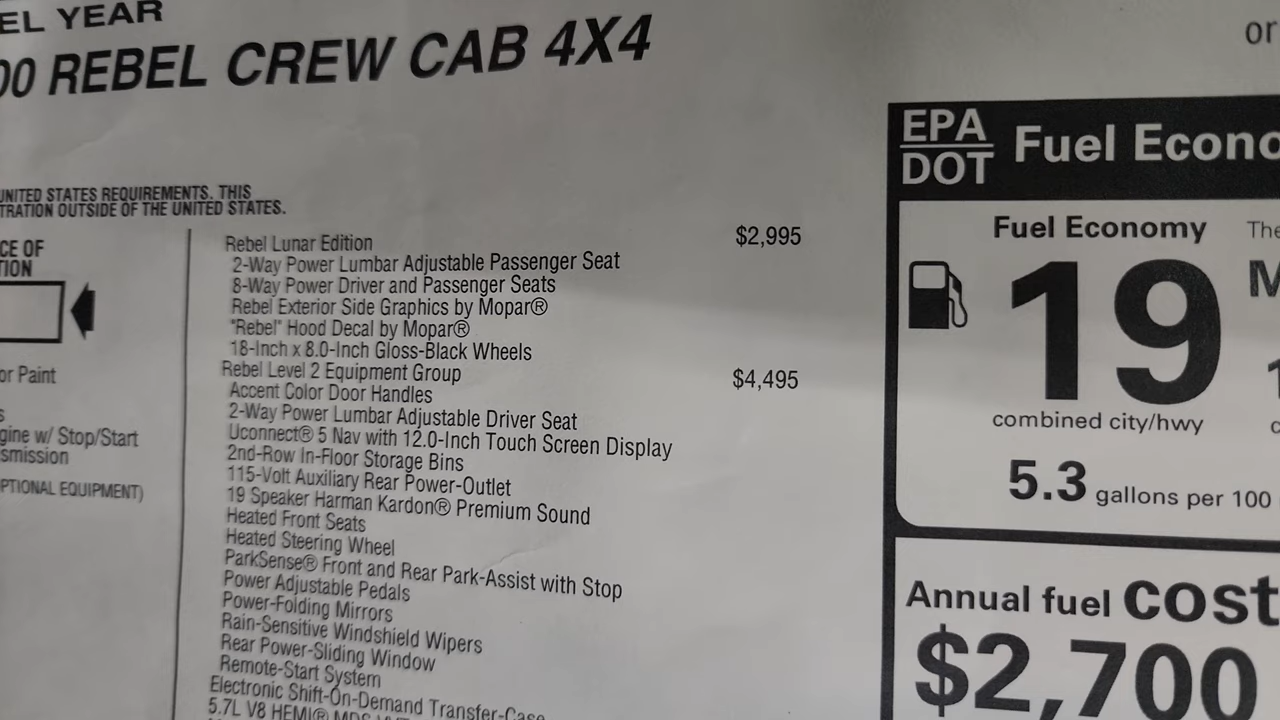 EL YEAR
00 REBEL CREW CAB 4X4
or
UNITED STATES REQUIREMENTS. THIS
TRATION OUTSIDE OF THE UNITED STATES.
CE OF
TION
or Paint
s
gine w/ Stop/Start
smission
PTIONAL EQUIPMENT)
Rebel Lunar Edition $2,995
2-Way Power Lumbar Adjustable Passenger Seat
8-Way Power Driver and Passenger Seats
Rebel Exterior Side Graphics by Mopar®
"Rebel" Hood Decal by Mopar®
18-Inch x 8.0-Inch Gloss-Black Wheels
Rebel Level 2 Equipment Group $4,495
Accent Color Door Handles
2-Way Power Lumbar Adjustable Driver Seat
Uconnect® 5 Nav with 12.0-Inch Touch Screen Display
2nd-Row In-Floor Storage Bins
115-Volt Auxiliary Rear Power-Outlet
19 Speaker Harman Kardon® Premium Sound
Heated Front Seats
Heated Steering Wheel
ParkSense® Front and Rear Park-Assist with Stop
Power Adjustable Pedals
Power-Folding Mirrors
Rain-Sensitive Windshield Wipers
Rear Power-Sliding Window
Remote-Start System
Electronic Shift-On-Demand Transfer-Case
5.7L V8 HEMI® MDS
EPA
DOT
Fuel Econo
Fuel Economy
The
M
19
combined city/hwy
5.3 gallons per 100
Annual fuel cost
$2,700